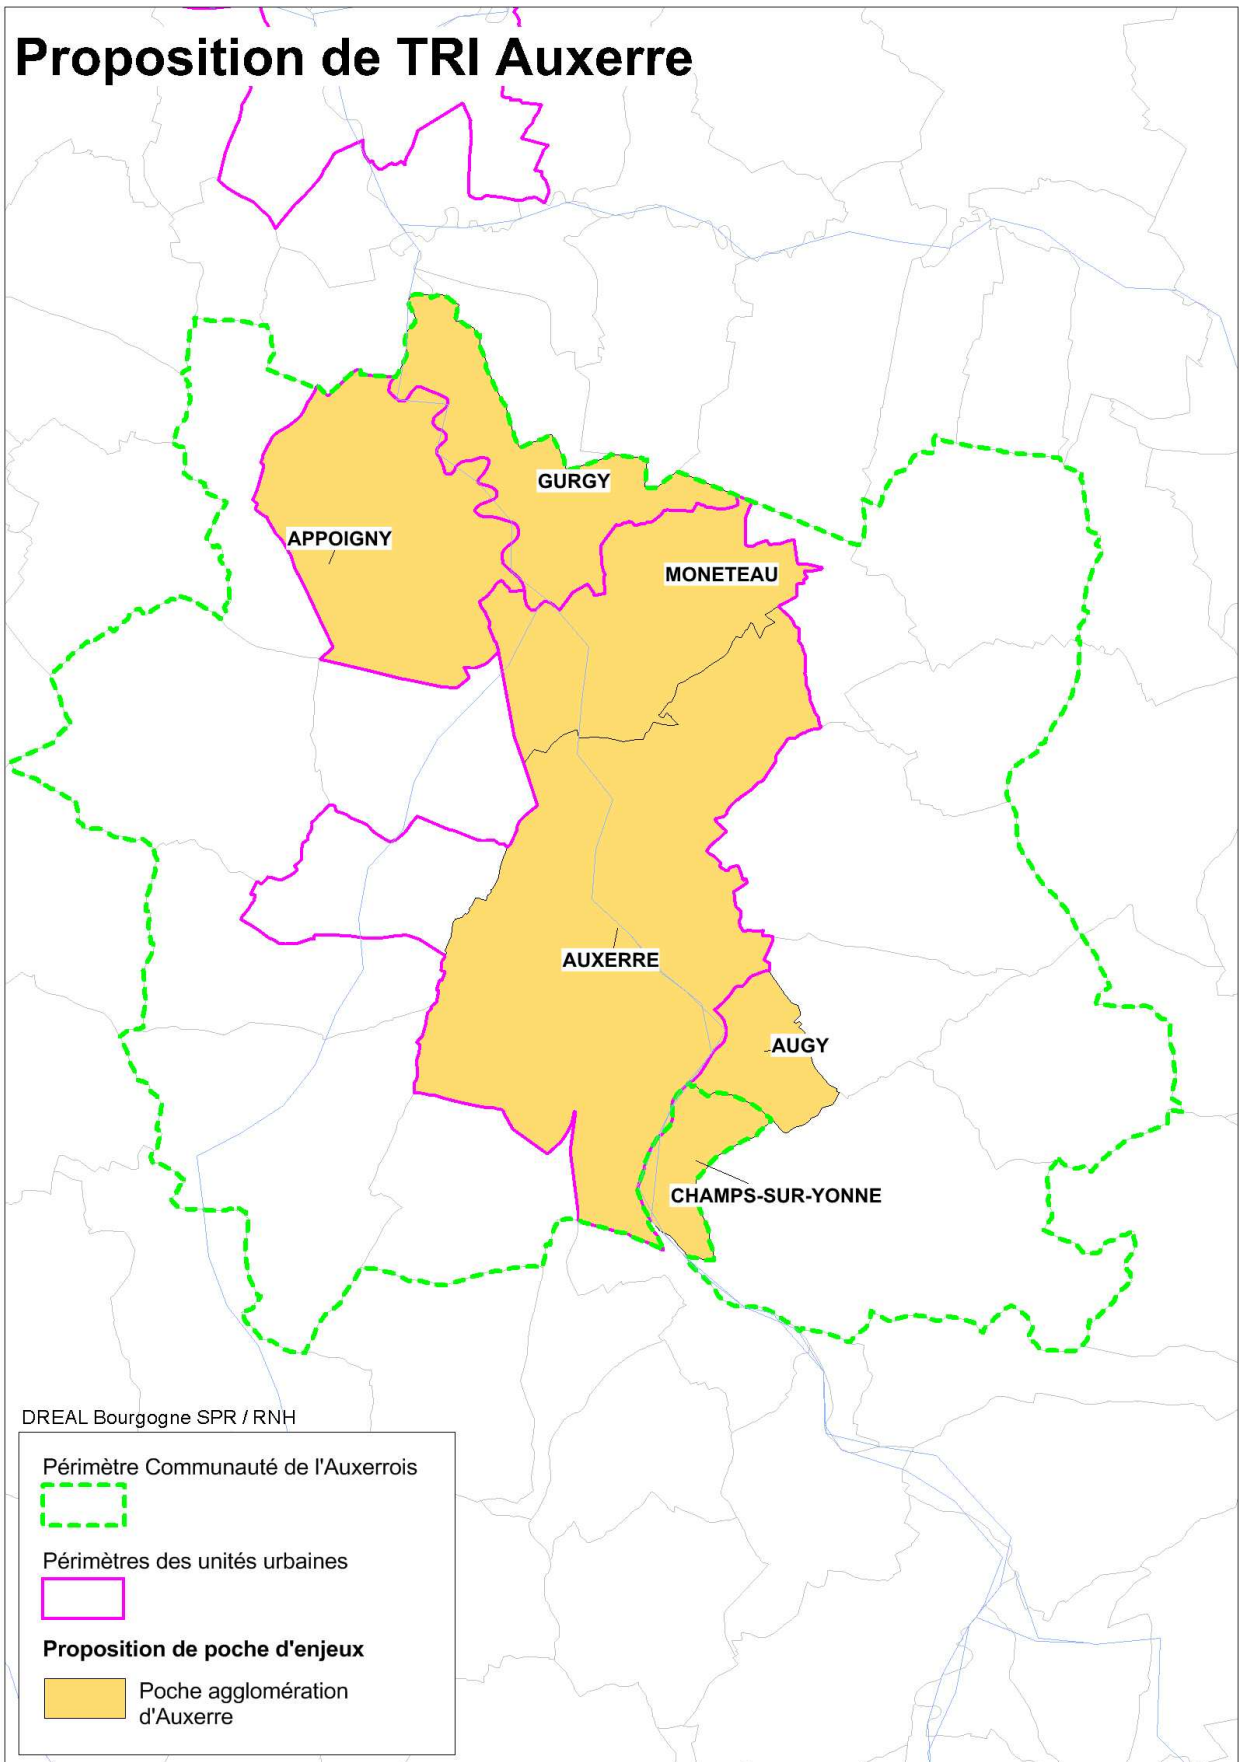 Proposition de TRI Auxerre
GURGY
APPOIGNY
MONETEAU
AUXERRE
AUGY
CHAMPS-SUR-YONNE
DREAL Bourgogne SPR / RNH
Périmètre Communauté de l'Auxerrois
Périmètres des unités urbaines
Proposition de poche d'enjeux
Poche agglomération
d'Auxerre